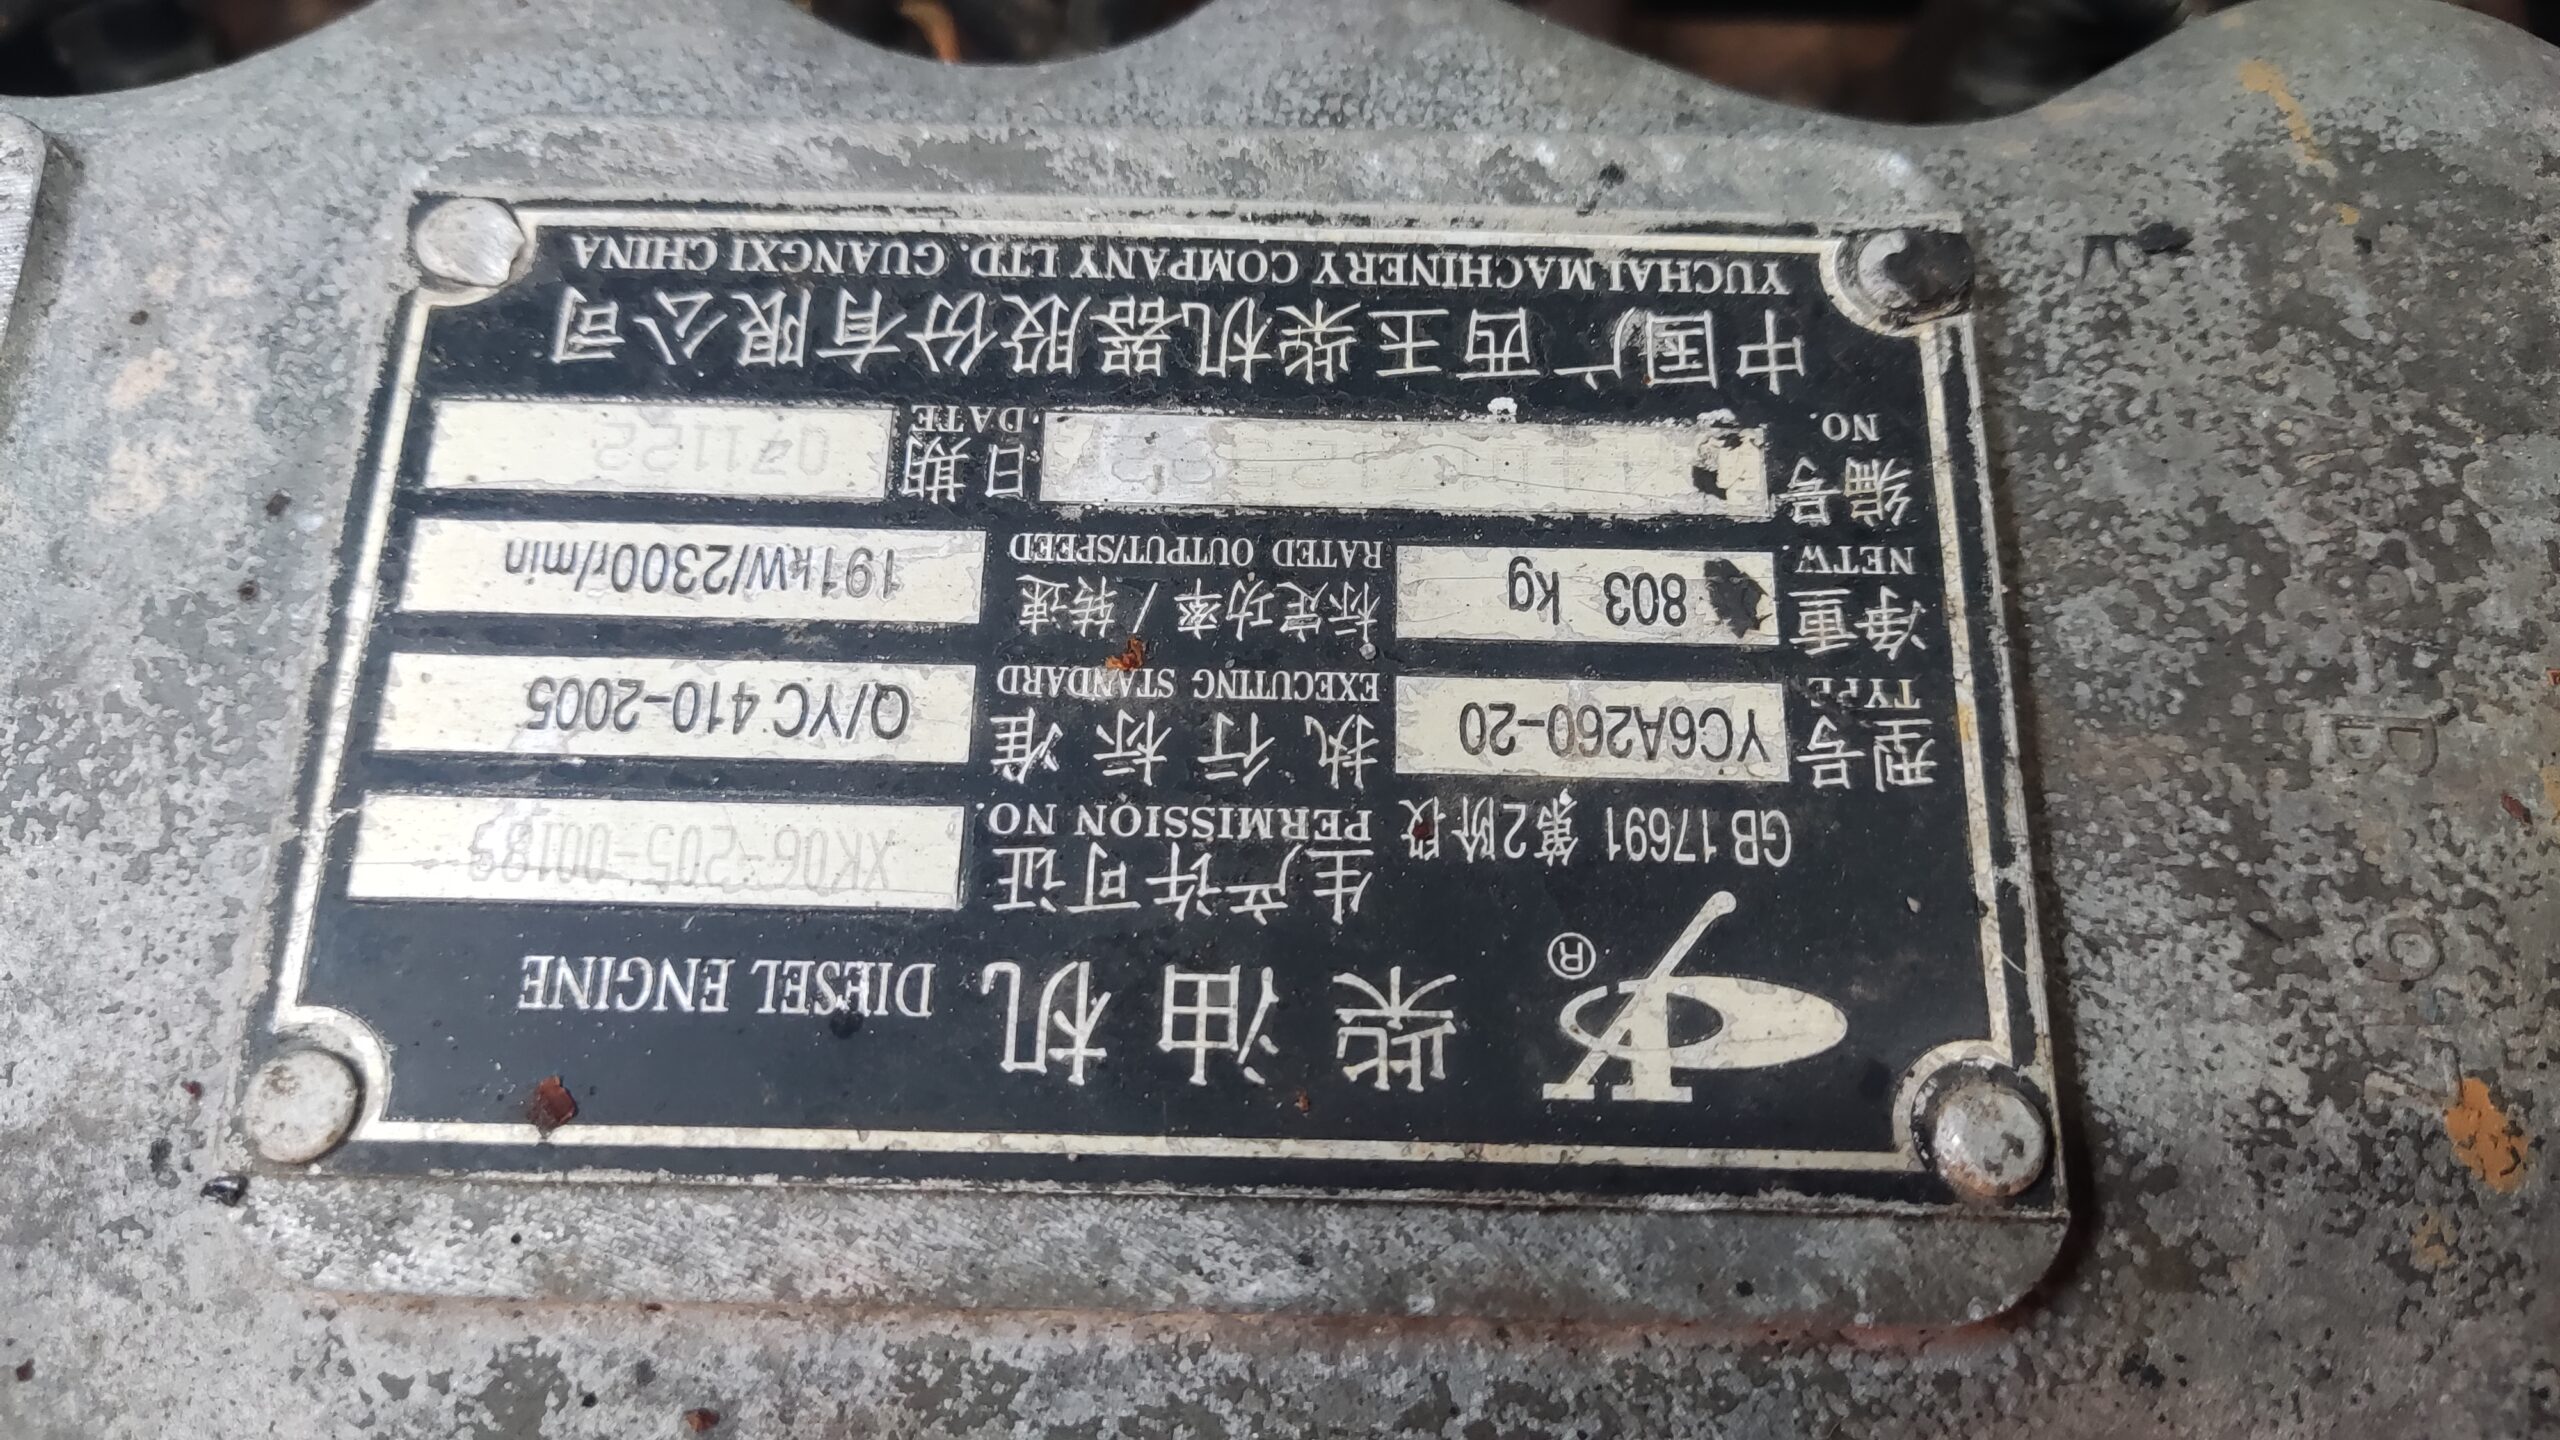 柴油机 DIESEL ENGINE
®
GB 17691 第2阶段
生产许可证 XK06-205-00189
PERMISSION NO.
型号 YC6A260-20
TYPE
执行标准 Q/YC 410-2005
EXECUTING STANDARD
净重 803 kg
NETW.
标定功率/转速 191kW/2300r/min
RATED OUTPUT/SPEED
编号
NO.
日期 071122
DATE
中国广西玉柴机器股份有限公司
YUCHAI MACHINERY COMPANY LTD. GUANGXI CHINA